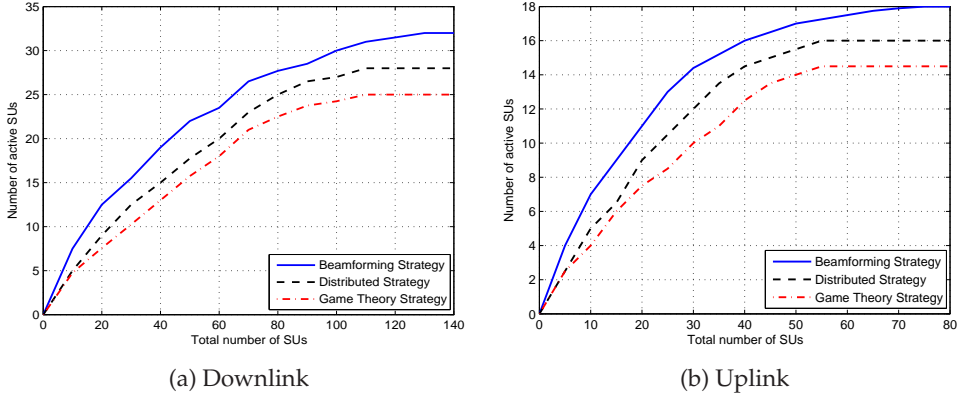 35
30
25
20
15
10
5
0
Number of active SUs
0 20 40 60 80 100 120 140
Total number of SUs
Beamforming Strategy
Distributed Strategy
Game Theory Strategy
(a) Downlink
18
16
14
12
10
8
6
4
2
0
Number of active SUs
0 10 20 30 40 50 60 70 80
Total number of SUs
Beamforming Strategy
Distributed Strategy
Game Theory Strategy
(b) Uplink